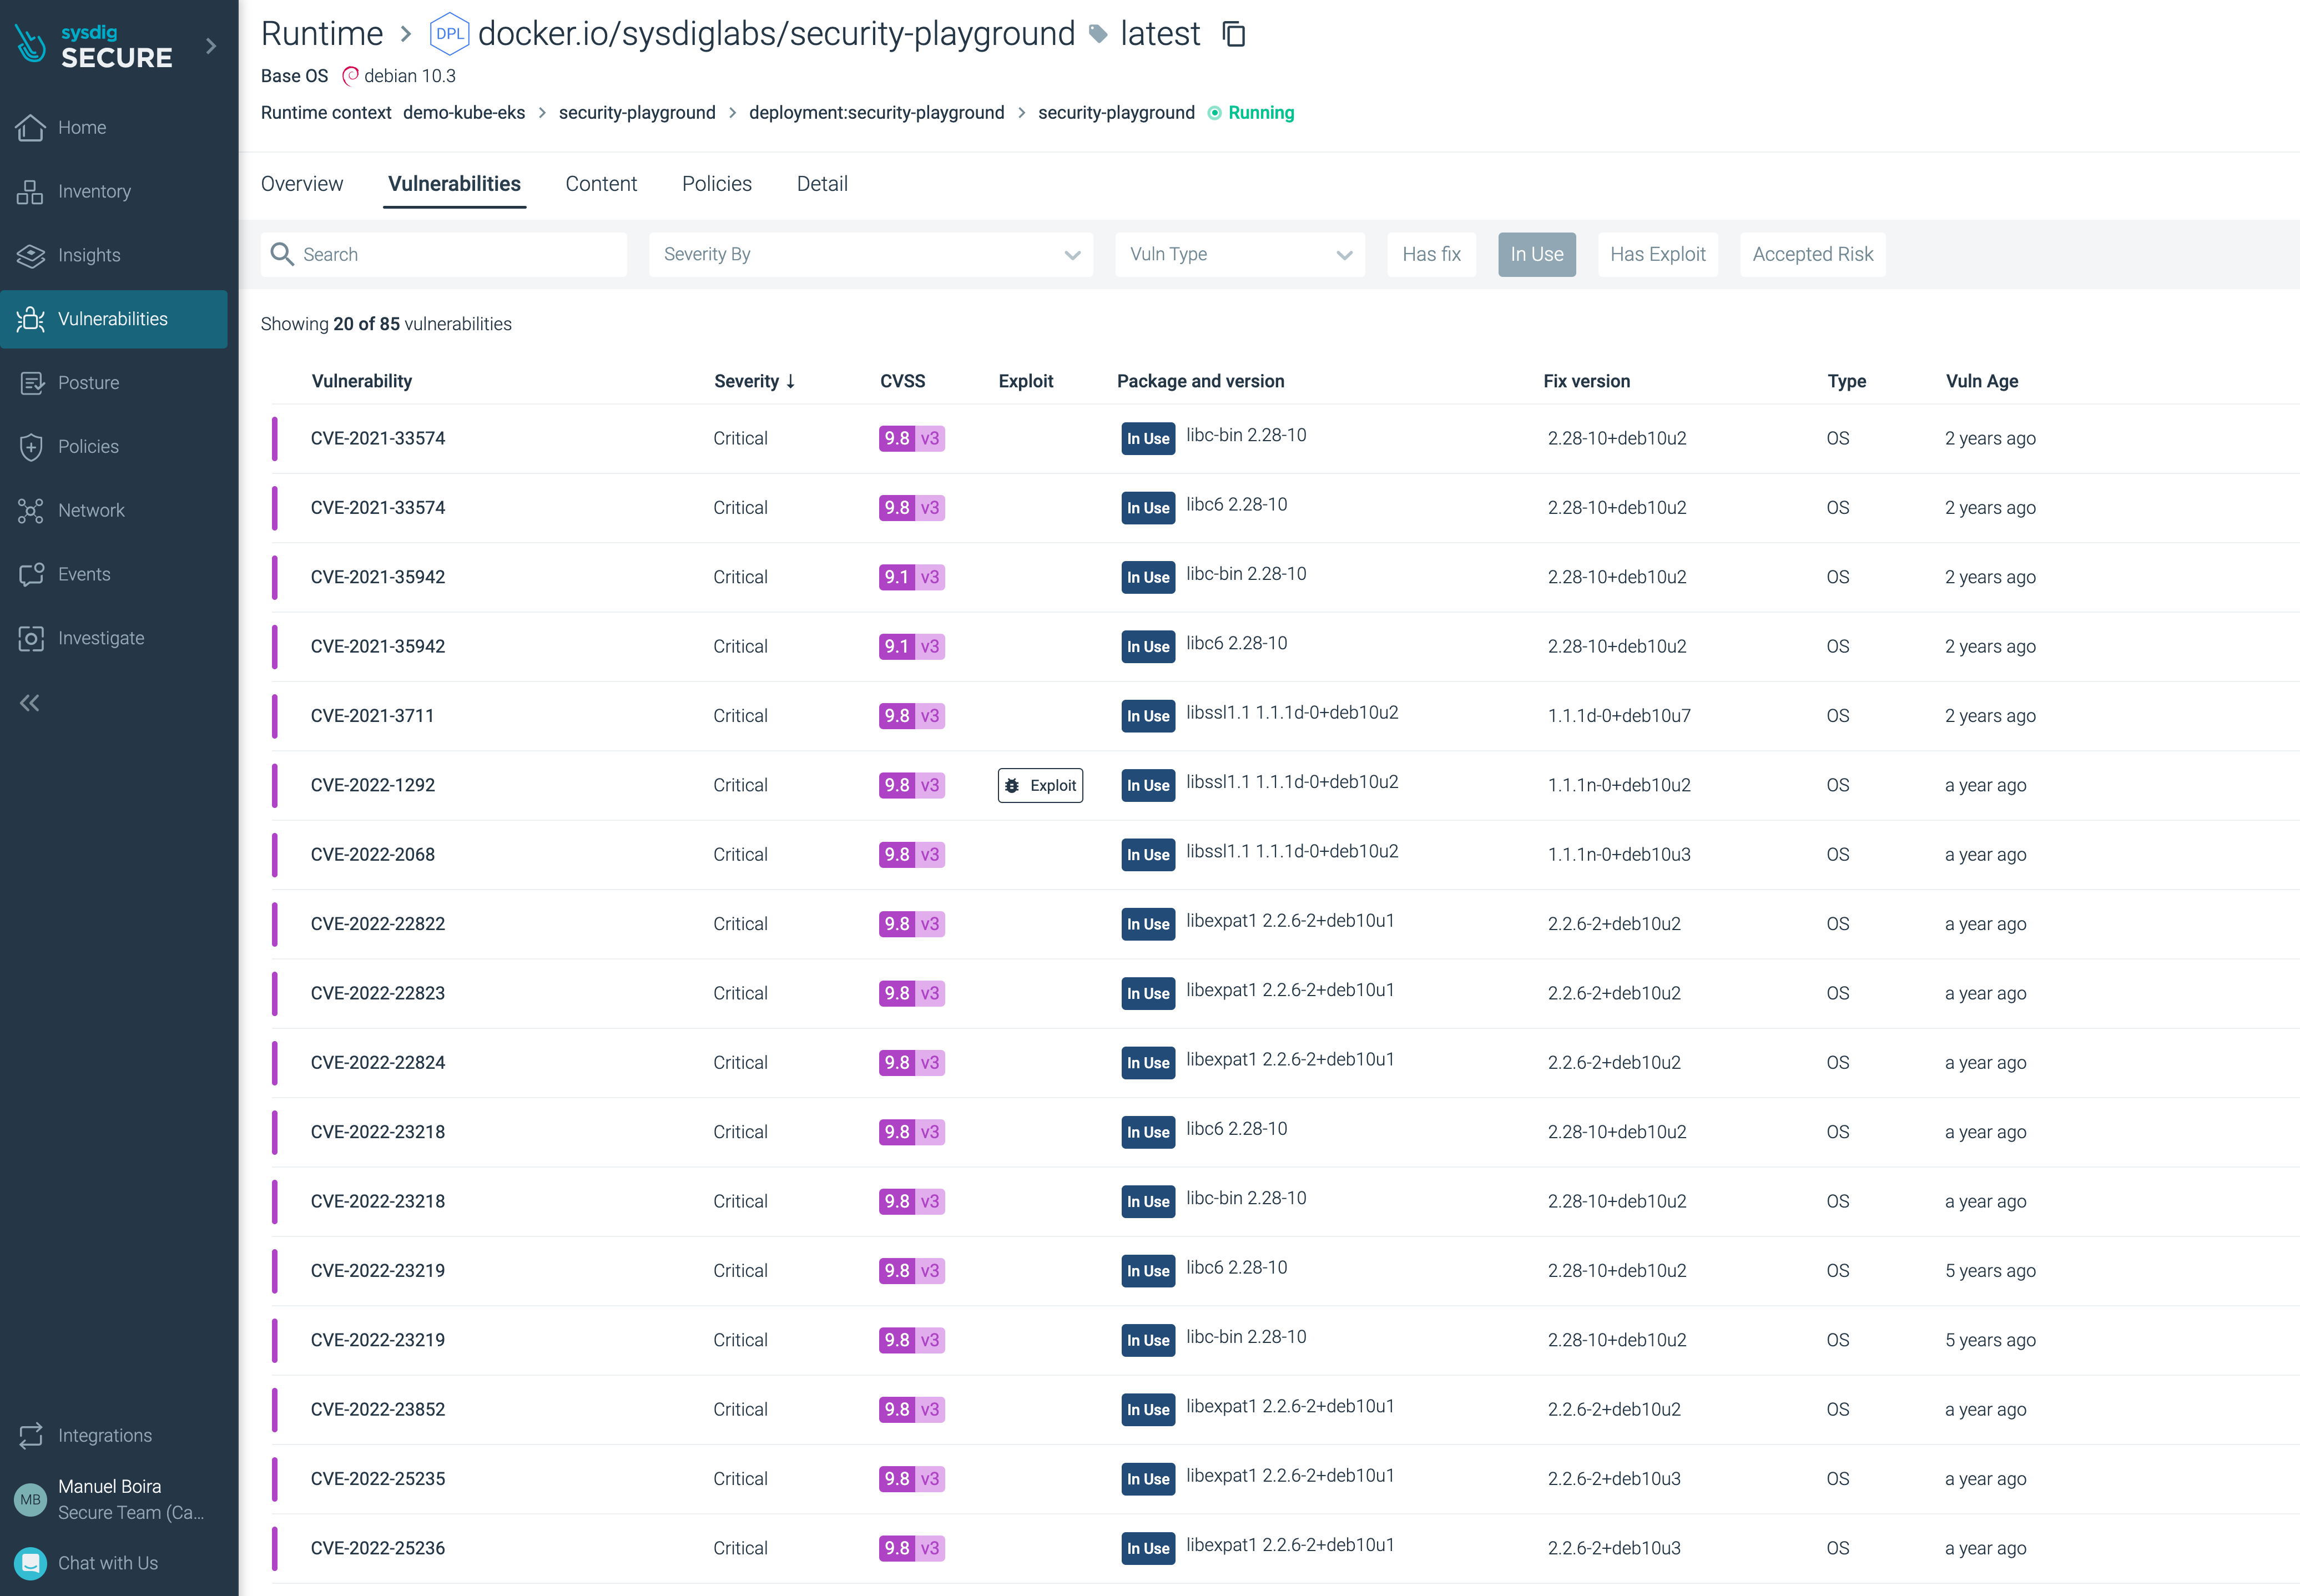 sysdig
SECURE
Home
Inventory
Insights
Vulnerabilities
Posture
Policies
Network
Events
Investigate
Integrations
MB
Manuel Boira
Secure Team (Ca...
Chat with Us
Runtime > DPL docker.io/sysdiglabs/security-playground latest
Base OS debian 10.3
Runtime context demo-kube-eks > security-playground > deployment:security-playground > security-playground Running
Overview Vulnerabilities Content Policies Detail
Search Severity By Vuln Type Has fix In Use Has Exploit Accepted Risk
Showing 20 of 85 vulnerabilities
Vulnerability Severity ↓ CVSS Exploit Package and version Fix version Type Vuln Age
CVE-2021-33574 Critical 9.8 v3 In Use libc-bin 2.28-10 2.28-10+deb10u2 OS 2 years ago
CVE-2021-33574 Critical 9.8 v3 In Use libc6 2.28-10 2.28-10+deb10u2 OS 2 years ago
CVE-2021-35942 Critical 9.1 v3 In Use libc-bin 2.28-10 2.28-10+deb10u2 OS 2 years ago
CVE-2021-35942 Critical 9.1 v3 In Use libc6 2.28-10 2.28-10+deb10u2 OS 2 years ago
CVE-2021-3711 Critical 9.8 v3 In Use libssl1.1 1.1.1d-0+deb10u2 1.1.1d-0+deb10u7 OS 2 years ago
CVE-2022-1292 Critical 9.8 v3 Exploit In Use libssl1.1 1.1.1d-0+deb10u2 1.1.1n-0+deb10u2 OS a year ago
CVE-2022-2068 Critical 9.8 v3 In Use libssl1.1 1.1.1d-0+deb10u2 1.1.1n-0+deb10u3 OS a year ago
CVE-2022-22822 Critical 9.8 v3 In Use libexpat1 2.2.6-2+deb10u1 2.2.6-2+deb10u2 OS a year ago
CVE-2022-22823 Critical 9.8 v3 In Use libexpat1 2.2.6-2+deb10u1 2.2.6-2+deb10u2 OS a year ago
CVE-2022-22824 Critical 9.8 v3 In Use libexpat1 2.2.6-2+deb10u1 2.2.6-2+deb10u2 OS a year ago
CVE-2022-23218 Critical 9.8 v3 In Use libc6 2.28-10 2.28-10+deb10u2 OS a year ago
CVE-2022-23218 Critical 9.8 v3 In Use libc-bin 2.28-10 2.28-10+deb10u2 OS a year ago
CVE-2022-23219 Critical 9.8 v3 In Use libc6 2.28-10 2.28-10+deb10u2 OS 5 years ago
CVE-2022-23219 Critical 9.8 v3 In Use libc-bin 2.28-10 2.28-10+deb10u2 OS 5 years ago
CVE-2022-23852 Critical 9.8 v3 In Use libexpat1 2.2.6-2+deb10u1 2.2.6-2+deb10u2 OS a year ago
CVE-2022-25235 Critical 9.8 v3 In Use libexpat1 2.2.6-2+deb10u1 2.2.6-2+deb10u3 OS a year ago
CVE-2022-25236 Critical 9.8 v3 In Use libexpat1 2.2.6-2+deb10u1 2.2.6-2+deb10u3 OS a year ago